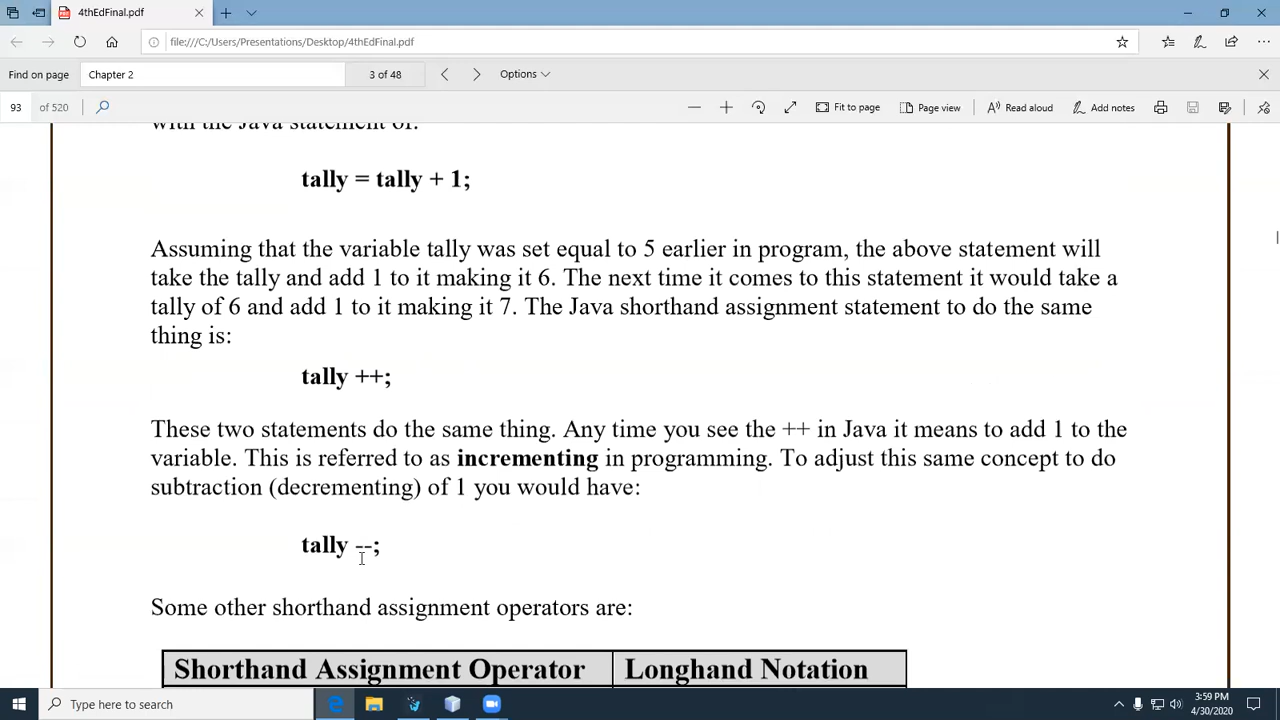 4thEdFinal.pdf
file:///C:/Users/Presentations/Desktop/4thEdFinal.pdf
Find on page
Chapter 2
3 of 48
Options
93
of 520
Fit to page
Page view
Read aloud
Add notes
with the Java statement of:
tally = tally + 1;
Assuming that the variable tally was set equal to 5 earlier in program, the above statement will
take the tally and add 1 to it making it 6. The next time it comes to this statement it would take a
tally of 6 and add 1 to it making it 7. The Java shorthand assignment statement to do the same
thing is:
tally ++;
These two statements do the same thing. Any time you see the ++ in Java it means to add 1 to the
variable. This is referred to as incrementing in programming. To adjust this same concept to do
subtraction (decrementing) of 1 you would have:
tally --;
Some other shorthand assignment operators are:
Shorthand Assignment Operator Longhand Notation
Type here to search
3:59 PM
4/30/2020